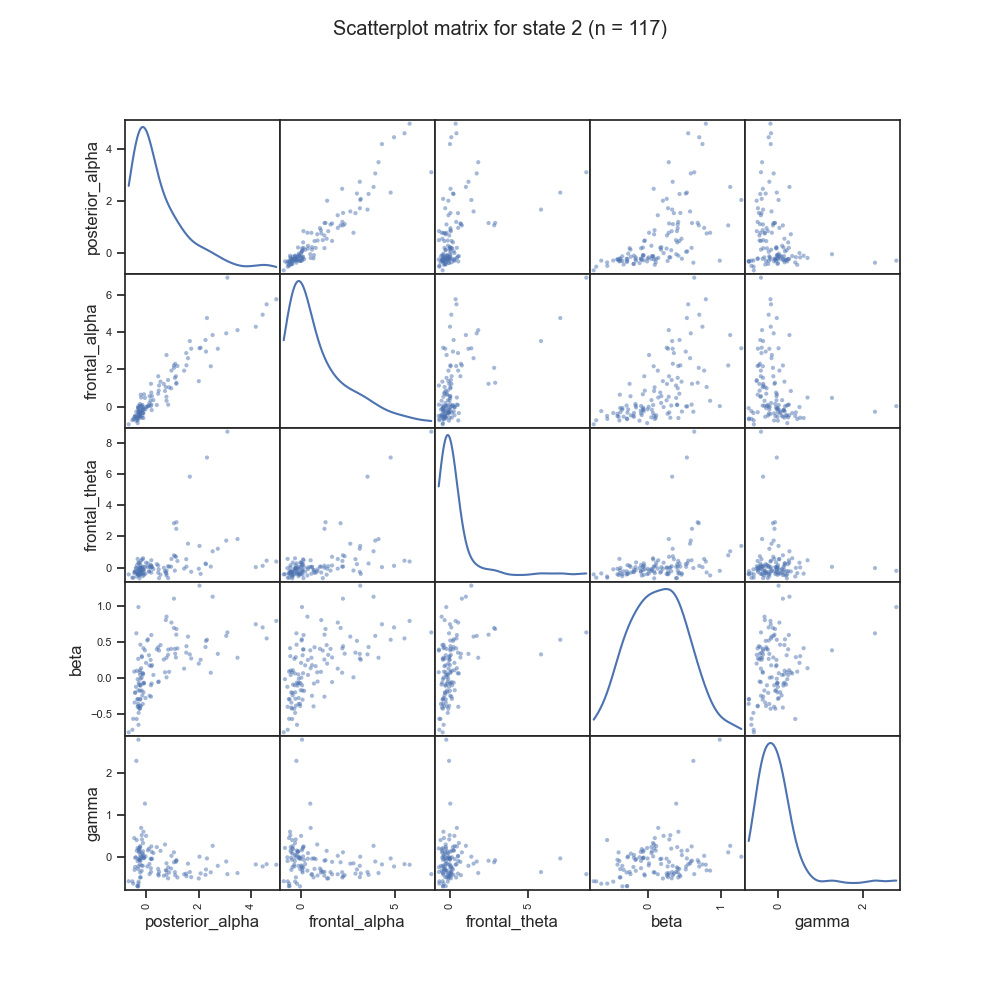 Scatterplot matrix for state 2 (n = 117)
posterior_alpha
4
2
0
frontal_alpha
6
4
2
0
frontal_theta
8
6
4
2
0
beta
1.0
0.5
0.0
−0.5
gamma
2
1
0
0 2 4 0 5 0 5 0 1 0 2
posterior_alpha frontal_alpha frontal_theta beta gamma